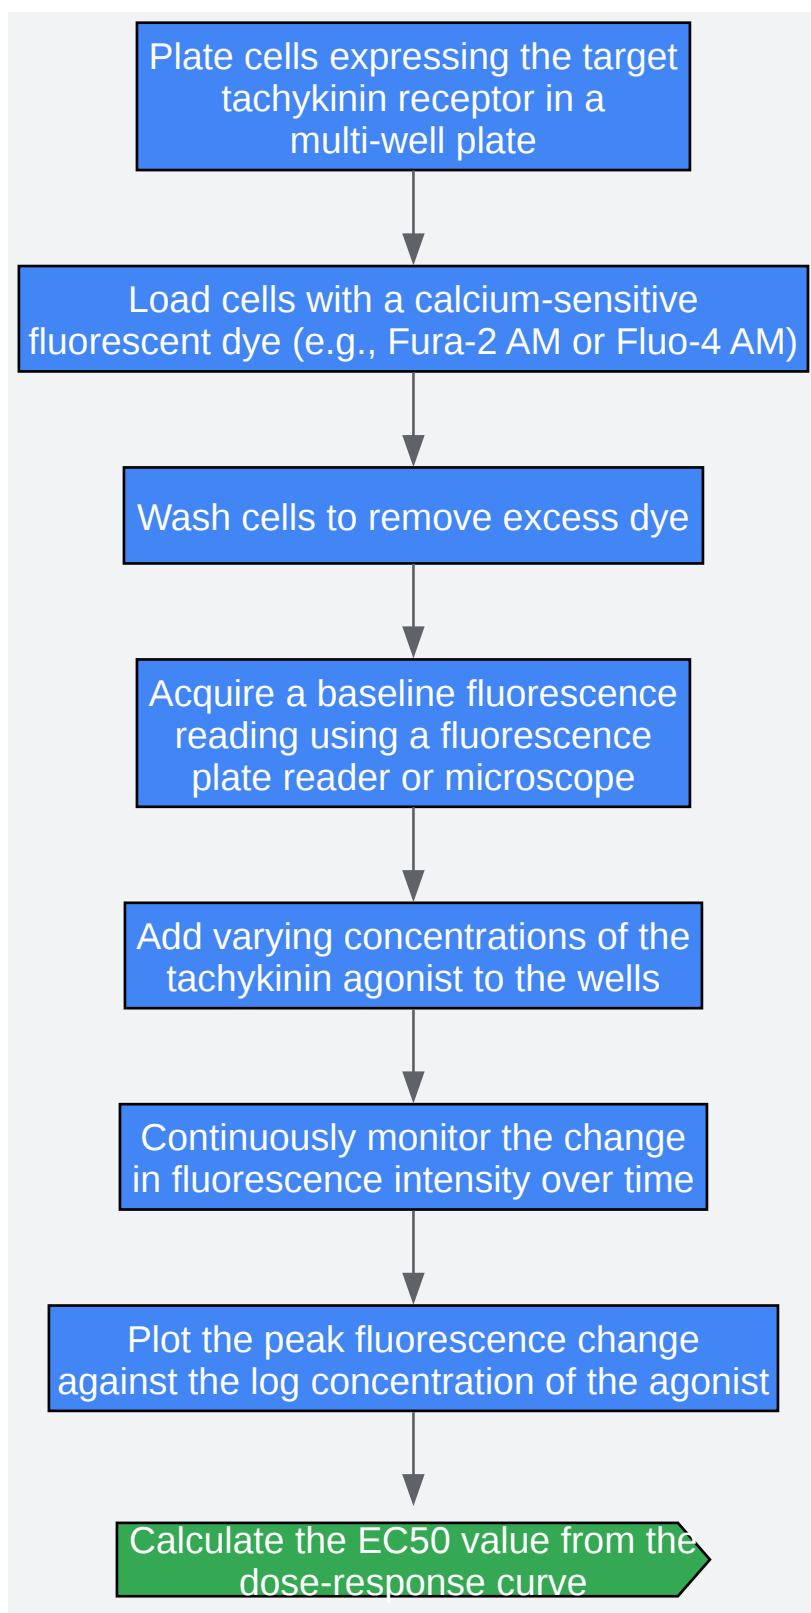 Plate cells expressing the target
tachykinin receptor in a
multi-well plate
Load cells with a calcium-sensitive
fluorescent dye (e.g., Fura-2 AM or Fluo-4 AM)
Wash cells to remove excess dye
Acquire a baseline fluorescence
reading using a fluorescence
plate reader or microscope
Add varying concentrations of the
tachykinin agonist to the wells
Continuously monitor the change
in fluorescence intensity over time
Plot the peak fluorescence change
against the log concentration of the agonist
Calculate the EC50 value from the
dose-response curve